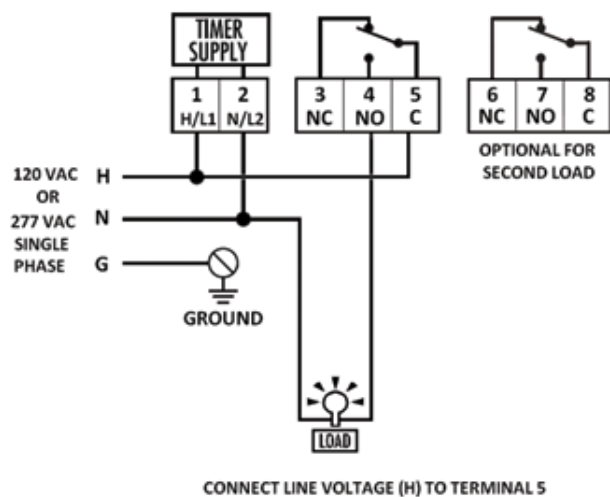 TIMER
SUPPLY
1 2 3 4 5 6 7 8
H/L1 N/L2 NC NO C NC NO C
OPTIONAL FOR
SECOND LOAD
120 VAC H
OR
277 VAC N
SINGLE
PHASE G
GROUND
LOAD
CONNECT LINE VOLTAGE (H) TO TERMINAL 5